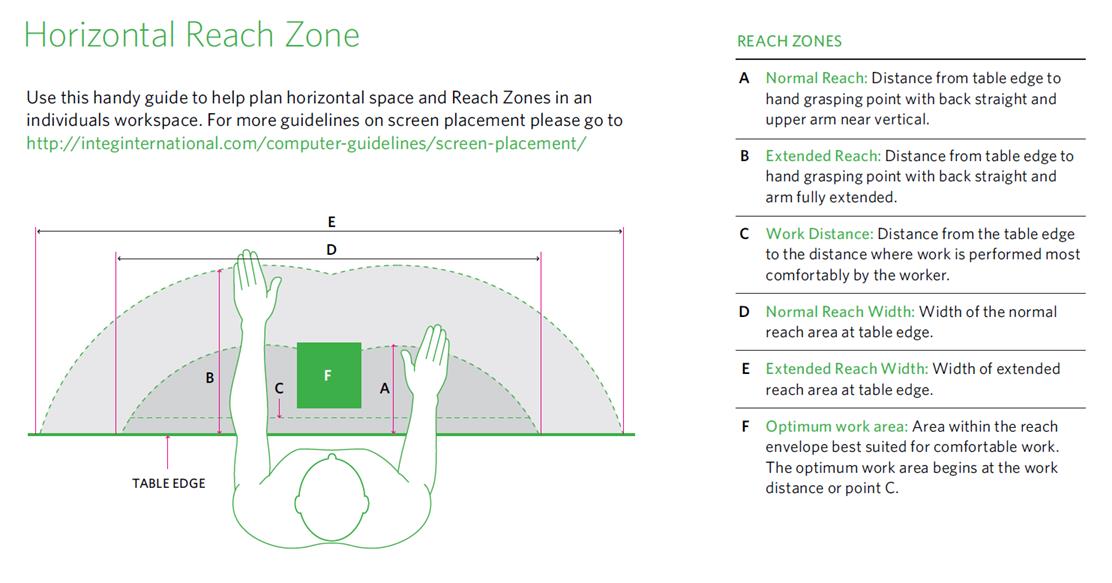 Horizontal Reach Zone
Use this handy guide to help plan horizontal space and Reach Zones in an
individuals workspace. For more guidelines on screen placement please go to
http://integinternational.com/computer-guidelines/screen-placement/
E
D
B
C
F
A
TABLE EDGE
REACH ZONES
A Normal Reach: Distance from table edge to
hand grasping point with back straight and
upper arm near vertical.
B Extended Reach: Distance from table edge to
hand grasping point with back straight and
arm fully extended.
C Work Distance: Distance from the table edge
to the distance where work is performed most
comfortably by the worker.
D Normal Reach Width: Width of the normal
reach area at table edge.
E Extended Reach Width: Width of extended
reach area at table edge.
F Optimum work area: Area within the reach
envelope best suited for comfortable work.
The optimum work area begins at the work
distance or point C.